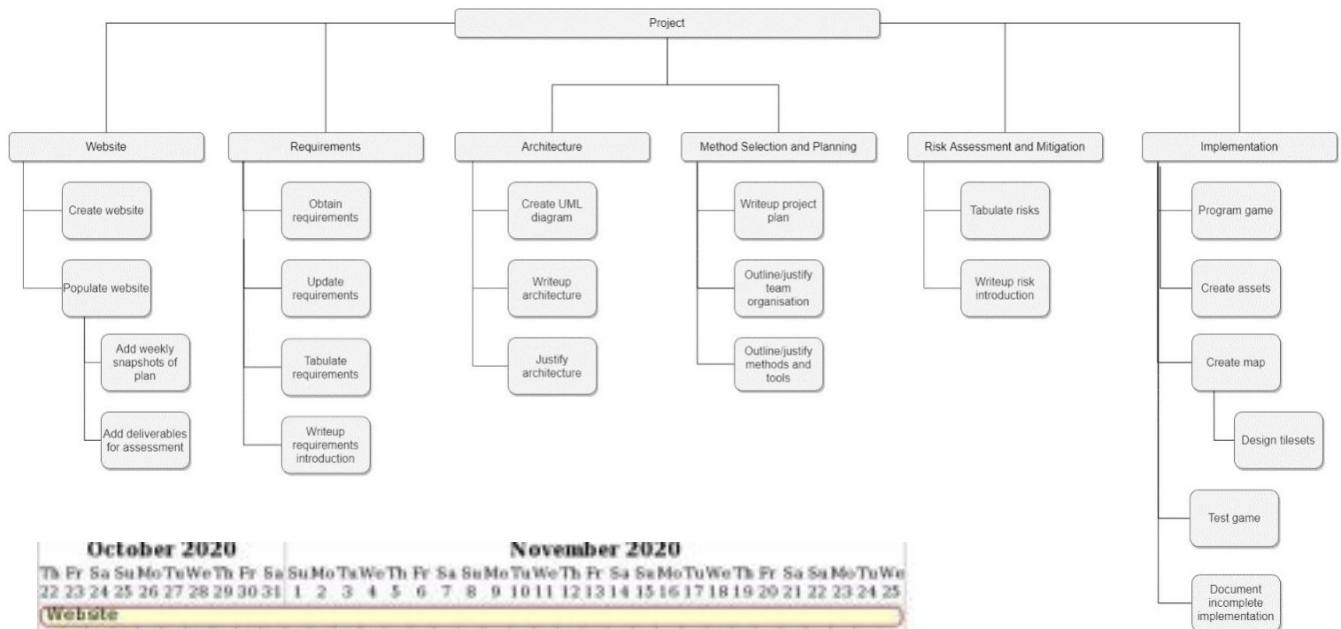 Project
Website
Requirements
Architecture
Method Selection and Planning
Risk Assessment and Mitigation
Implementation
Create website
Populate website
Add weekly
snapshots of
plan
Add deliverables
for assessment
Obtain
requirements
Update
requirements
Tabulate
requirements
Writeup
requirements
introduction
Create UML
diagram
Writeup
architecture
Justify
architecture
Writeup project
plan
Outline/justify
team
organisation
Outline/justify
methods and
tools
Tabulate risks
Writeup risk
introduction
Program game
Create assets
Create map
Design tilesets
Test game
Document
incomplete
implementation
October 2020 November 2020
Th Fr Sa Su Mo Tu We Th Fr Sa Su Mo Tu We Th Fr Sa Su Mo Tu We Th Fr Sa Su Mo Tu We Th Fr Sa Su Mo Tu We
22 23 24 25 26 27 28 29 30 31 1 2 3 4 5 6 7 8 9 10 11 12 13 14 15 16 17 18 19 20 21 22 23 24 25
Website